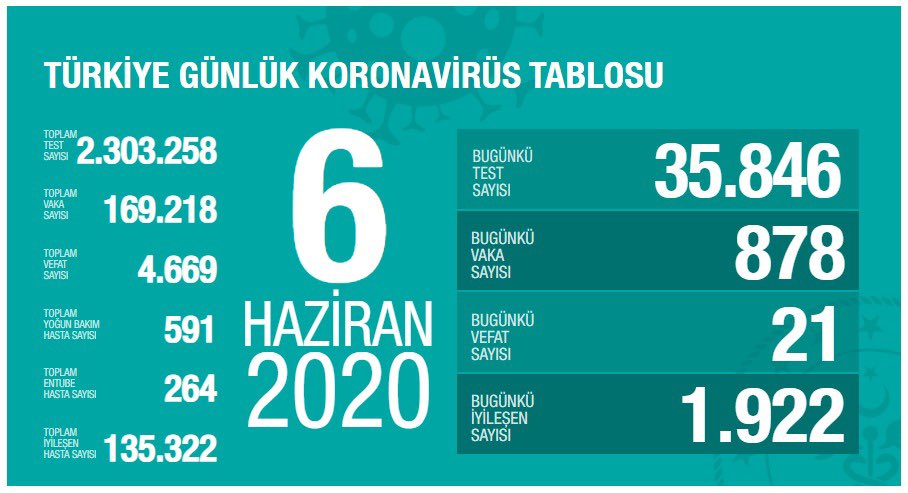 TÜRKİYE GÜNLÜK KORONAVİRÜS TABLOSU
TOPLAM
TEST
SAYISI
2.303.258
TOPLAM
VAKA
SAYISI
169.218
TOPLAM
VEFAT
SAYISI
4.669
TOPLAM
YOĞUN BAKIM
HASTA SAYISI
591
TOPLAM
ENTUBE
HASTA SAYISI
264
TOPLAM
İYİLEŞEN
HASTA SAYISI
135.322
6
HAZİRAN
2020
BUGÜNKÜ
TEST
SAYISI
35.846
BUGÜNKÜ
VAKA
SAYISI
878
BUGÜNKÜ
VEFAT
SAYISI
21
BUGÜNKÜ
İYİLEŞEN
SAYISI
1.922